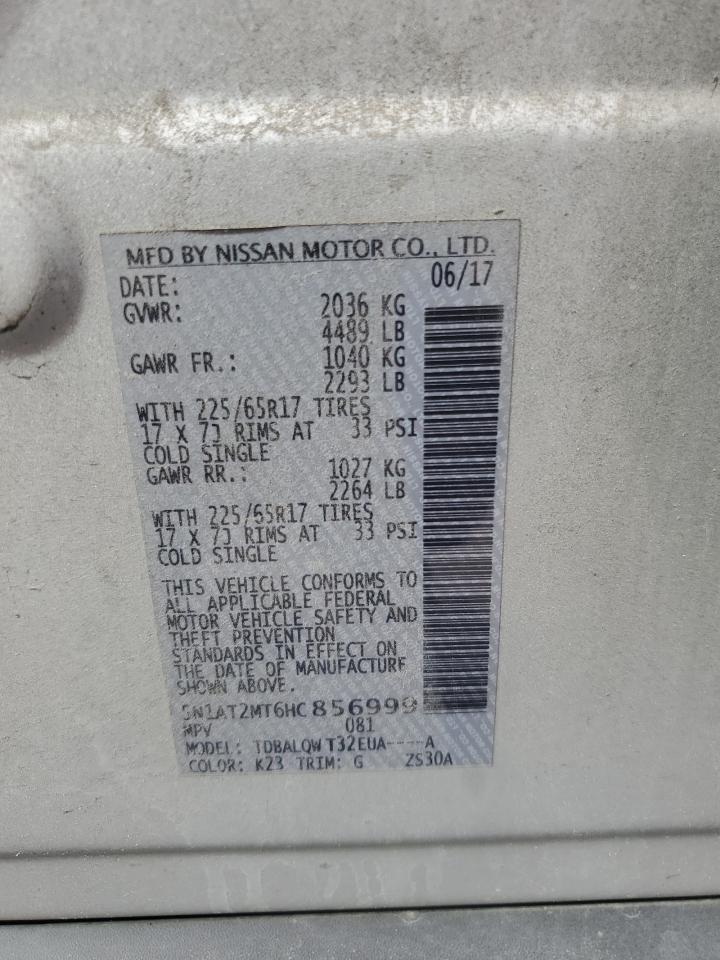 MFD BY NISSAN MOTOR CO., LTD.
DATE: 06/17
GVWR: 2036 KG
4489 LB
GAWR FR.: 1040 KG
2293 LB
WITH 225/65R17 TIRES
17 X 7J RIMS AT 33 PSI
COLD SINGLE
GAWR RR.: 1027 KG
2264 LB
WITH 225/65R17 TIRES
17 X 7J RIMS AT 33 PSI
COLD SINGLE
THIS VEHICLE CONFORMS TO
ALL APPLICABLE FEDERAL
MOTOR VEHICLE SAFETY AND
THEFT PREVENTION
STANDARDS IN EFFECT ON
THE DATE OF MANUFACTURE
SHOWN ABOVE.
5N1AT2MT6HC856999
MPV 081
MODEL: TDBALQWT32EUA-----A
COLOR: K23 TRIM: G ZS30A